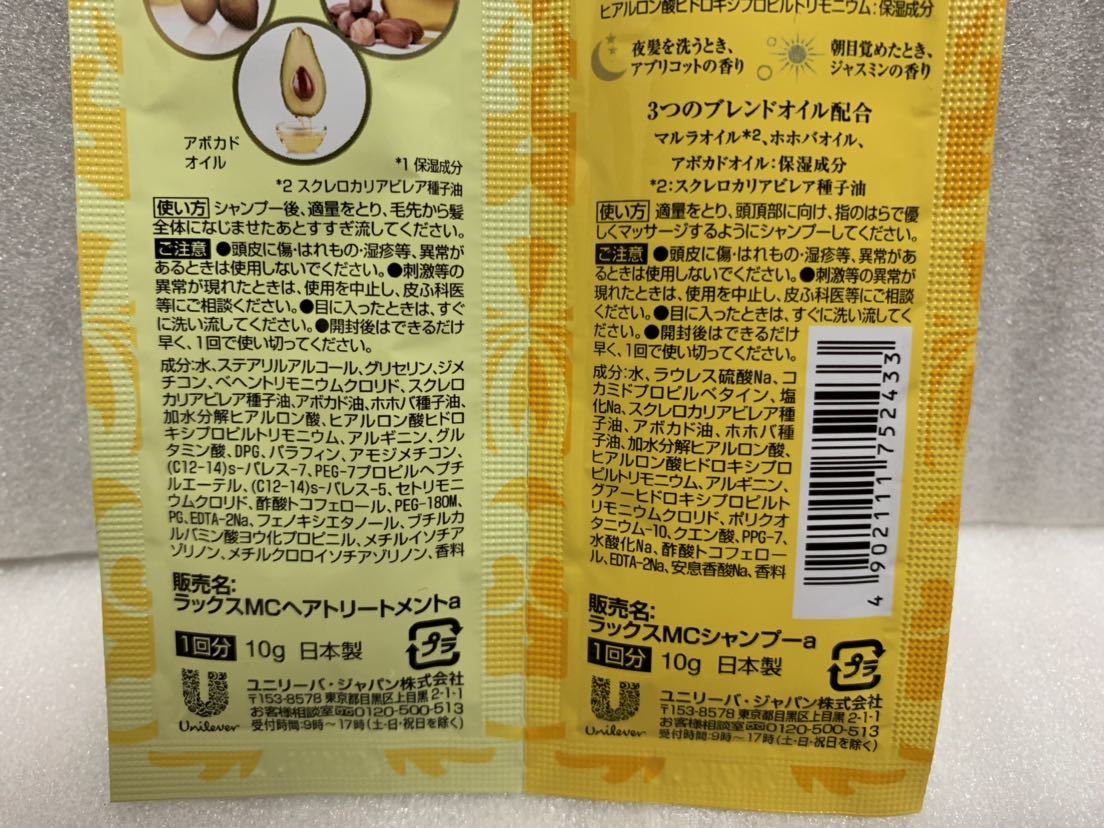 アボカド
オイル
*1 保湿成分
*2 スクレロカリアビレア種子油
使い方 シャンプー後、適量をとり、毛先から髪
全体になじませたあとすすぎ流してください。
ご注意 ●頭皮に傷・はれもの・湿疹等、異常が
あるときは使用しないでください。●刺激等の
異常が現れたときは、使用を中止し、皮ふ科医
等にご相談ください。●目に入ったときは、すぐ
に洗い流してください。●開封後はできるだけ
早く、1回で使い切ってください。
成分:水、ステアリルアルコール、グリセリン、ジメ
チコン、ベヘントリモニウムクロリド、スクレロ
カリアビレア種子油、アボカド油、ホホバ種子油、
加水分解ヒアルロン酸、ヒアルロン酸ヒドロ
キシプロピルトリモニウム、アルギニン、グル
タミン酸、DPG、パラフィン、アモジメチコン、
(C12-14)s-パレス-7、PEG-7プロピルヘプチ
ルエーテル、(C12-14)s-パレス-5、セトリモニ
ウムクロリド、酢酸トコフェロール、PEG-180M、
PG、EDTA-2Na、フェノキシエタノール、ブチルカ
ルバミン酸ヨウ化プロピニル、メチルイソチア
ゾリノン、メチルクロロイソチアゾリノン、香料
販売名:
ラックスMCヘアトリートメントa
1回分 10g 日本製
プラ
Unilever
ユニリーバ・ジャパン株式会社
〒153-8578 東京都目黒区上目黒 2-1-1
お客様相談室 0120-500-513
受付時間:9時~17時(土・日・祝日を除く)
ヒアルロン酸ヒドロキシプロピルトリモニウム:保湿成分
夜髪を洗うとき、
アプリコットの香り
朝目覚めたとき、
ジャスミンの香り
3つのブレンドオイル配合
マルラオイル*2、ホホバオイル、
アボカドオイル:保湿成分
*2:スクレロカリアビレア種子油
使い方 適量をとり、頭頂部に向け、指のはらで優
しくマッサージするようにシャンプーしてください。
ご注意 ●頭皮に傷・はれもの・湿疹等、異常が
あるときは使用しないでください。●刺激等の異常が
現れたときは、使用を中止し、皮ふ科医等にご相談
ください。●目に入ったときは、すぐに洗い流してく
ださい。●開封後はできるだけ
早く、1回で使い切ってください。
成分:水、ラウレス硫酸Na、コ
カミドプロピルベタイン、塩
化Na、スクレロカリアビレア種
子油、アボカド油、ホホバ種
子油、加水分解ヒアルロン酸、
ヒアルロン酸ヒドロキシプロ
ピルトリモニウム、アルギニン、
グアーヒドロキシプロピルト
リモニウムクロリド、ポリクオ
タニウム-10、クエン酸、PPG-7、
水酸化Na、酢酸トコフェロー
ル、EDTA-2Na、安息香酸Na、香料
4 902111 752433
販売名:
ラックスMCシャンプーa
1回分 10g 日本製
プラ
Unilever
ユニリーバ・ジャパン株式会社
〒153-8578 東京都目黒区上目黒 2-1-1
お客様相談室 0120-500-513
受付時間:9時~17時(土・日・祝日を除く)